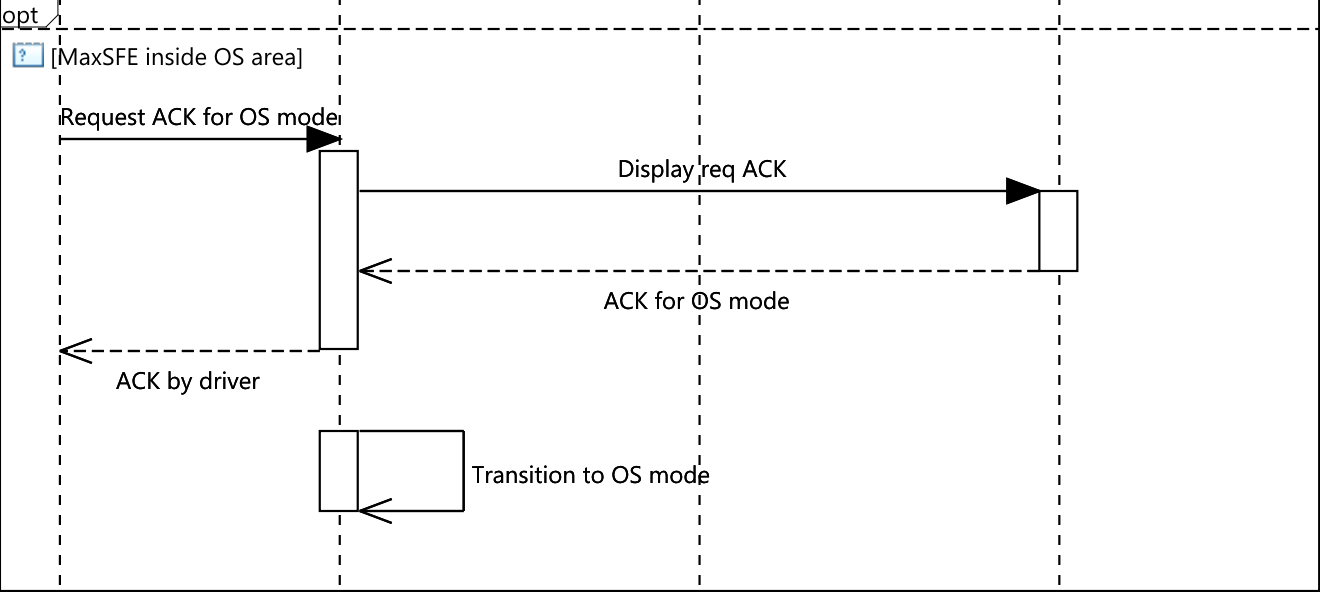 opt
? [MaxSFE inside OS area]
Request ACK for OS mode
Display req ACK
ACK for OS mode
ACK by driver
Transition to OS mode